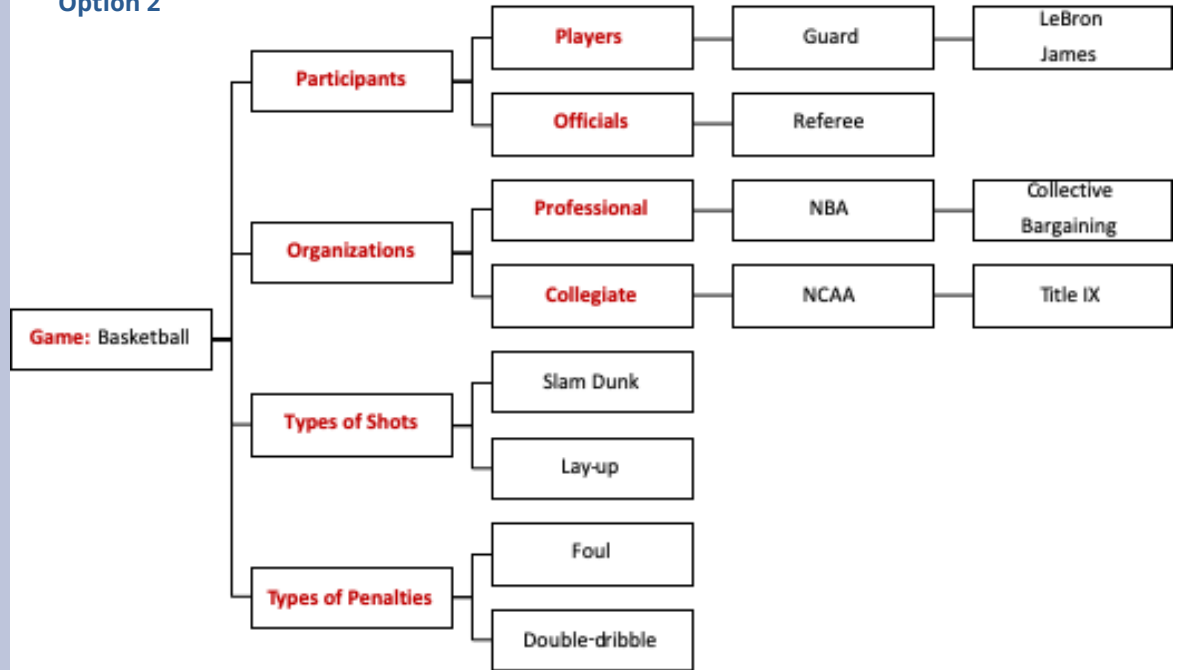 Option 2
Players
Guard
LeBron
James
Participants
Officials
Referee
Professional
NBA
Collective
Bargaining
Organizations
Collegiate
NCAA
Title IX
Game: Basketball
Slam Dunk
Types of Shots
Lay-up
Foul
Types of Penalties
Double-dribble